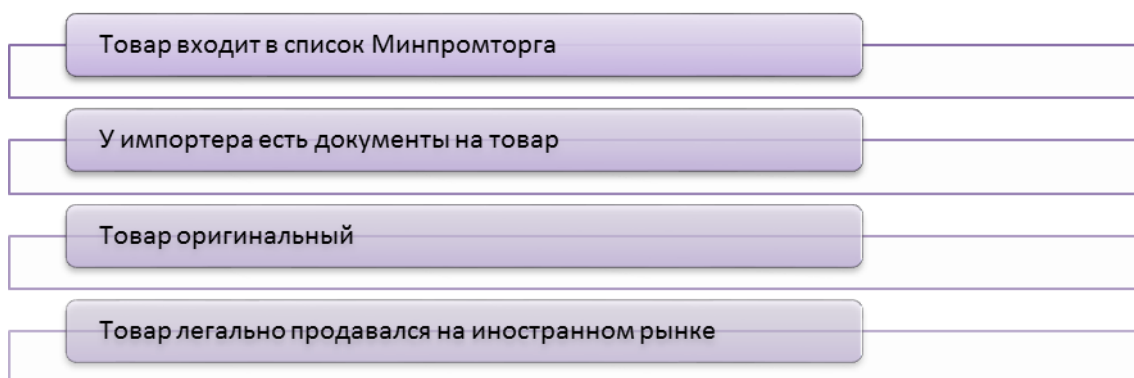 Товар входит в список Минпромторга
У импортера есть документы на товар
Товар оригинальный
Товар легально продавался на иностранном рынке